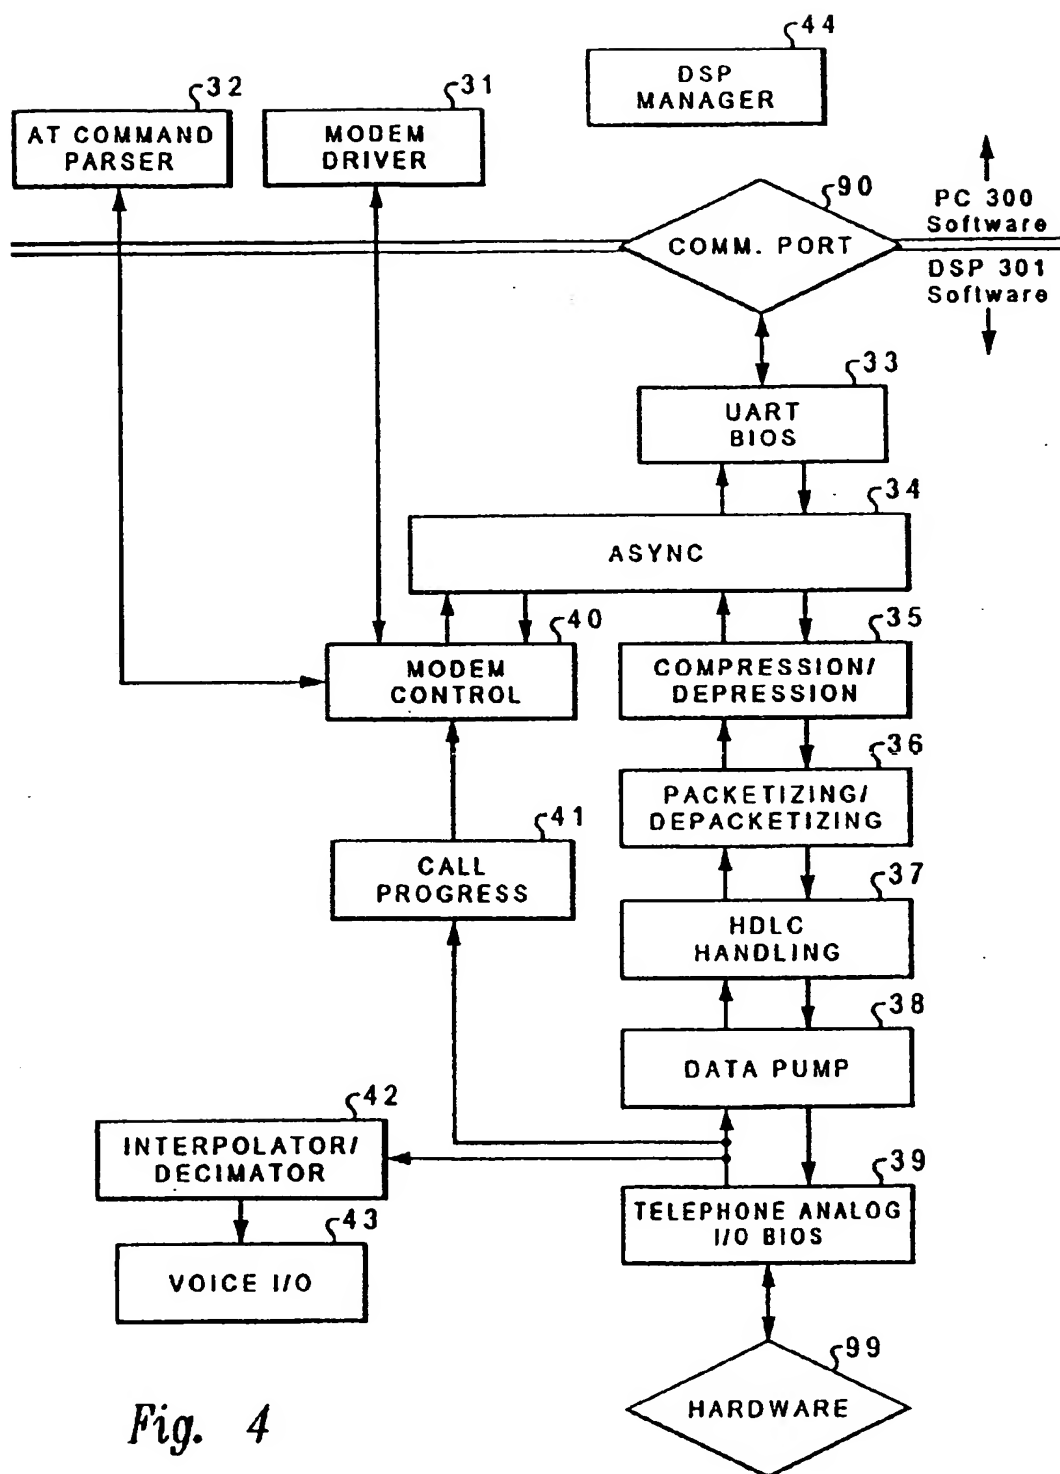 44
DSP
MANAGER
32
AT COMMAND
PARSER
31
MODEM
DRIVER
90
COMM. PORT
PC 300
Software
DSP 301
Software
33
UART
BIOS
34
ASYNC
40
MODEM
CONTROL
35
COMPRESSION/
DEPRESSION
36
PACKETIZING/
DEPACKETIZING
41
CALL
PROGRESS
37
HDLC
HANDLING
38
DATA PUMP
42
INTERPOLATOR/
DECIMATOR
39
TELEPHONE ANALOG
I/O BIOS
43
VOICE I/O
99
HARDWARE
Fig. 4